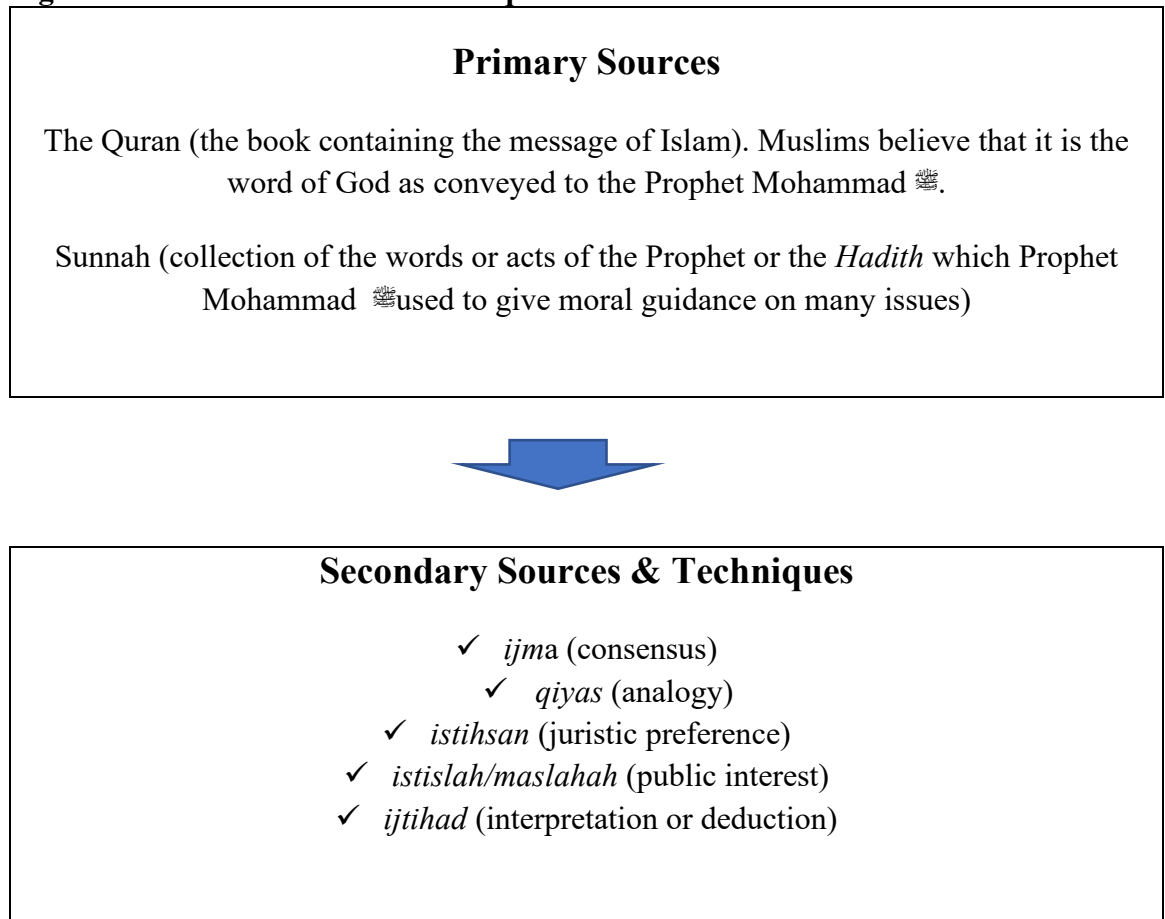 Primary Sources
The Quran (the book containing the message of Islam). Muslims believe that it is the
word of God as conveyed to the Prophet Mohammad ﷺ.
Sunnah (collection of the words or acts of the Prophet or the Hadith which Prophet
Mohammad ﷺused to give moral guidance on many issues)
Secondary Sources & Techniques
✓ ijma (consensus)
✓ qiyas (analogy)
✓ istihsan (juristic preference)
✓ istislah/maslahah (public interest)
✓ ijtihad (interpretation or deduction)